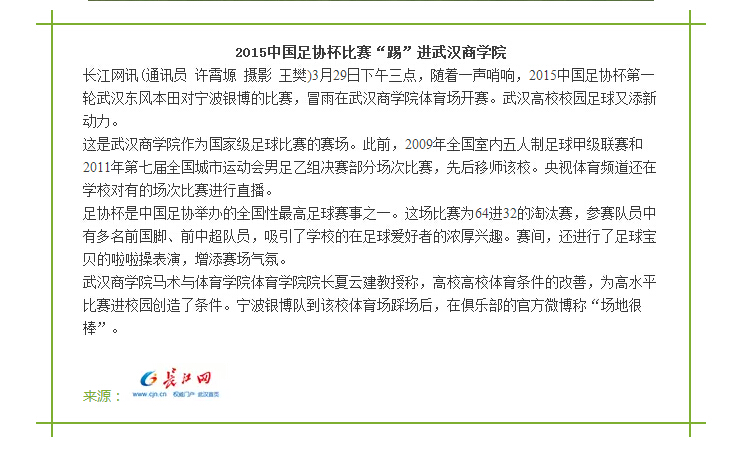 2015中国足协杯比赛“踢”进武汉商学院
长江网讯(通讯员 许霄塬 摄影 王樊)3月29日下午三点，随着一声哨响，2015中国足协杯第一
轮武汉东风本田对宁波银博的比赛，冒雨在武汉商学院体育场开赛。武汉高校校园足球又添新
动力。
这是武汉商学院作为国家级足球比赛的赛场。此前，2009年全国室内五人制足球甲级联赛和
2011年第七届全国城市运动会男足乙组决赛部分场次比赛，先后移师该校。央视体育频道还在
学校对有的场次比赛进行直播。
足协杯是中国足协举办的全国性最高足球赛事之一。这场比赛为64进32的淘汰赛，参赛队员中
有多名前国脚、前中超队员，吸引了学校的在足球爱好者的浓厚兴趣。赛间，还进行了足球宝
贝的啦啦操表演，增添赛场气氛。
武汉商学院马术与体育学院体育学院院长夏云建教授称，高校高校体育条件的改善，为高水平
比赛进校园创造了条件。宁波银博队到该校体育场踩场后，在俱乐部的官方微博称“场地很
棒”。
来源：
长江网
www.cjn.cn 权威门户 武汉首页